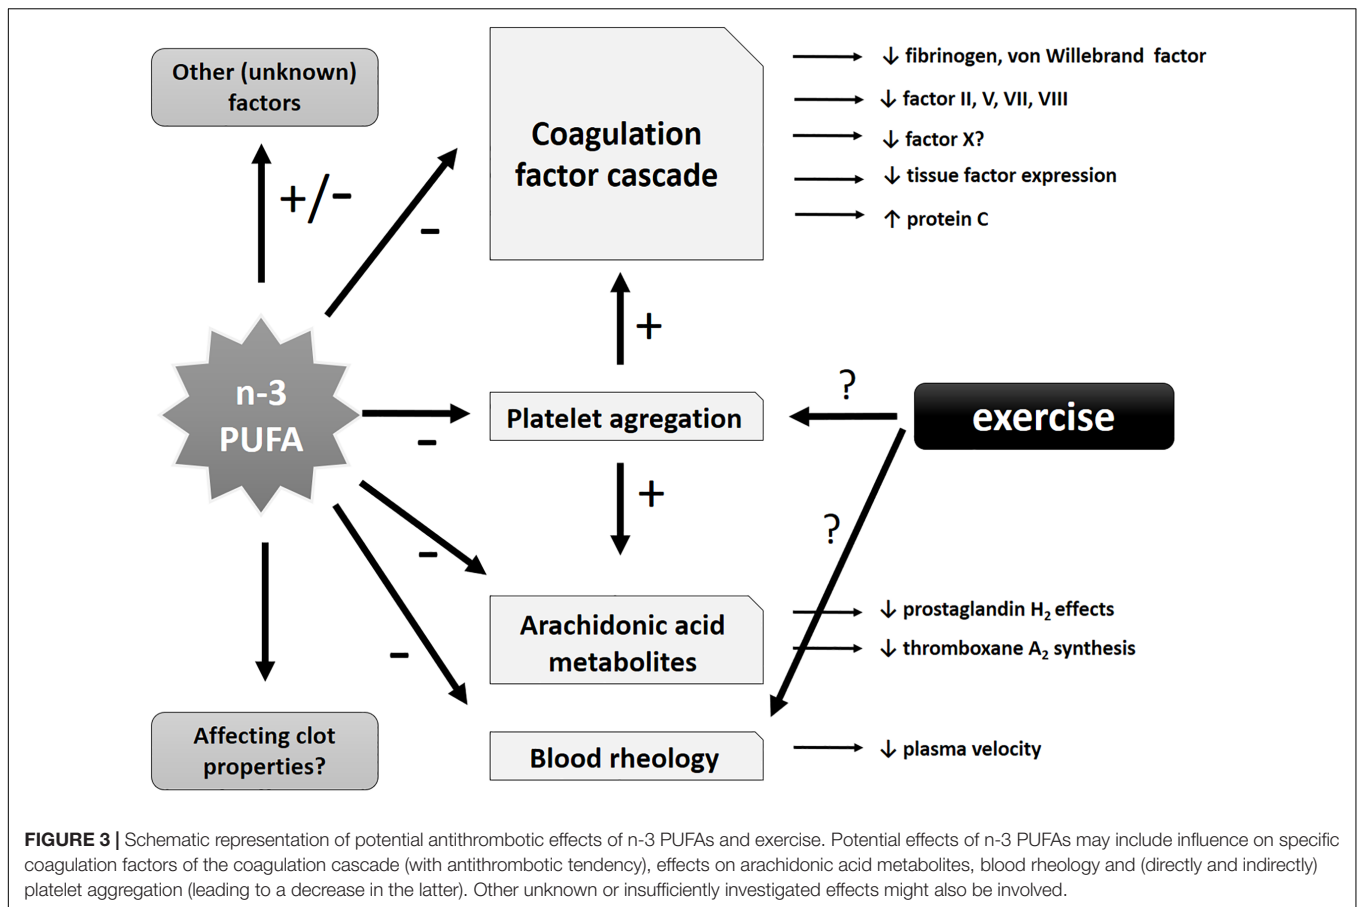 Other (unknown)
factors
+/-
-
Coagulation
factor cascade
↓ fibrinogen, von Willebrand factor
↓ factor II, V, VII, VIII
↓ factor X?
↓ tissue factor expression
↑ protein C
+
n-3
PUFA
-
Platelet agregation
?
exercise
+
?
-
-
Arachidonic acid
metabolites
↓ prostaglandin H2 effects
↓ thromboxane A2 synthesis
Affecting clot
properties?
Blood rheology
↓ plasma velocity
FIGURE 3 | Schematic representation of potential antithrombotic effects of n-3 PUFAs and exercise. Potential effects of n-3 PUFAs may include influence on specific
coagulation factors of the coagulation cascade (with antithrombotic tendency), effects on arachidonic acid metabolites, blood rheology and (directly and indirectly)
platelet aggregation (leading to a decrease in the latter). Other unknown or insufficiently investigated effects might also be involved.